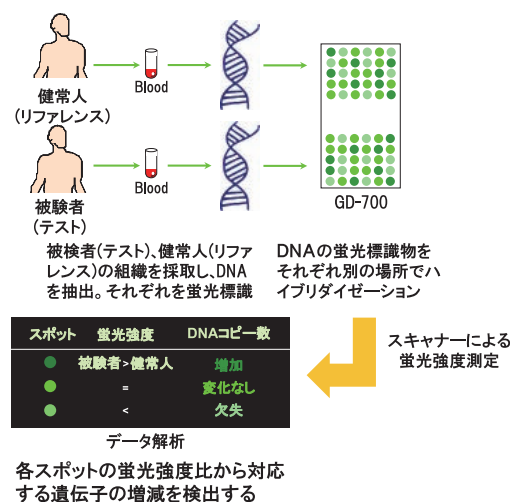 健常人
(リファレンス)
Blood
被験者
(テスト)
Blood
GD-700
被検者(テスト)、健常人(リファ
レンス)の組織を採取し、DNA
を抽出。それぞれを蛍光標識
DNAの蛍光標識物を
それぞれ別の場所でハ
イブリダイゼーション
スキャナーによる
蛍光強度測定
スポット 蛍光強度 DNAコピー数
被験者>健常人 増加
= 変化なし
< 欠失
データ解析
各スポットの蛍光強度比から対応
する遺伝子の増減を検出する